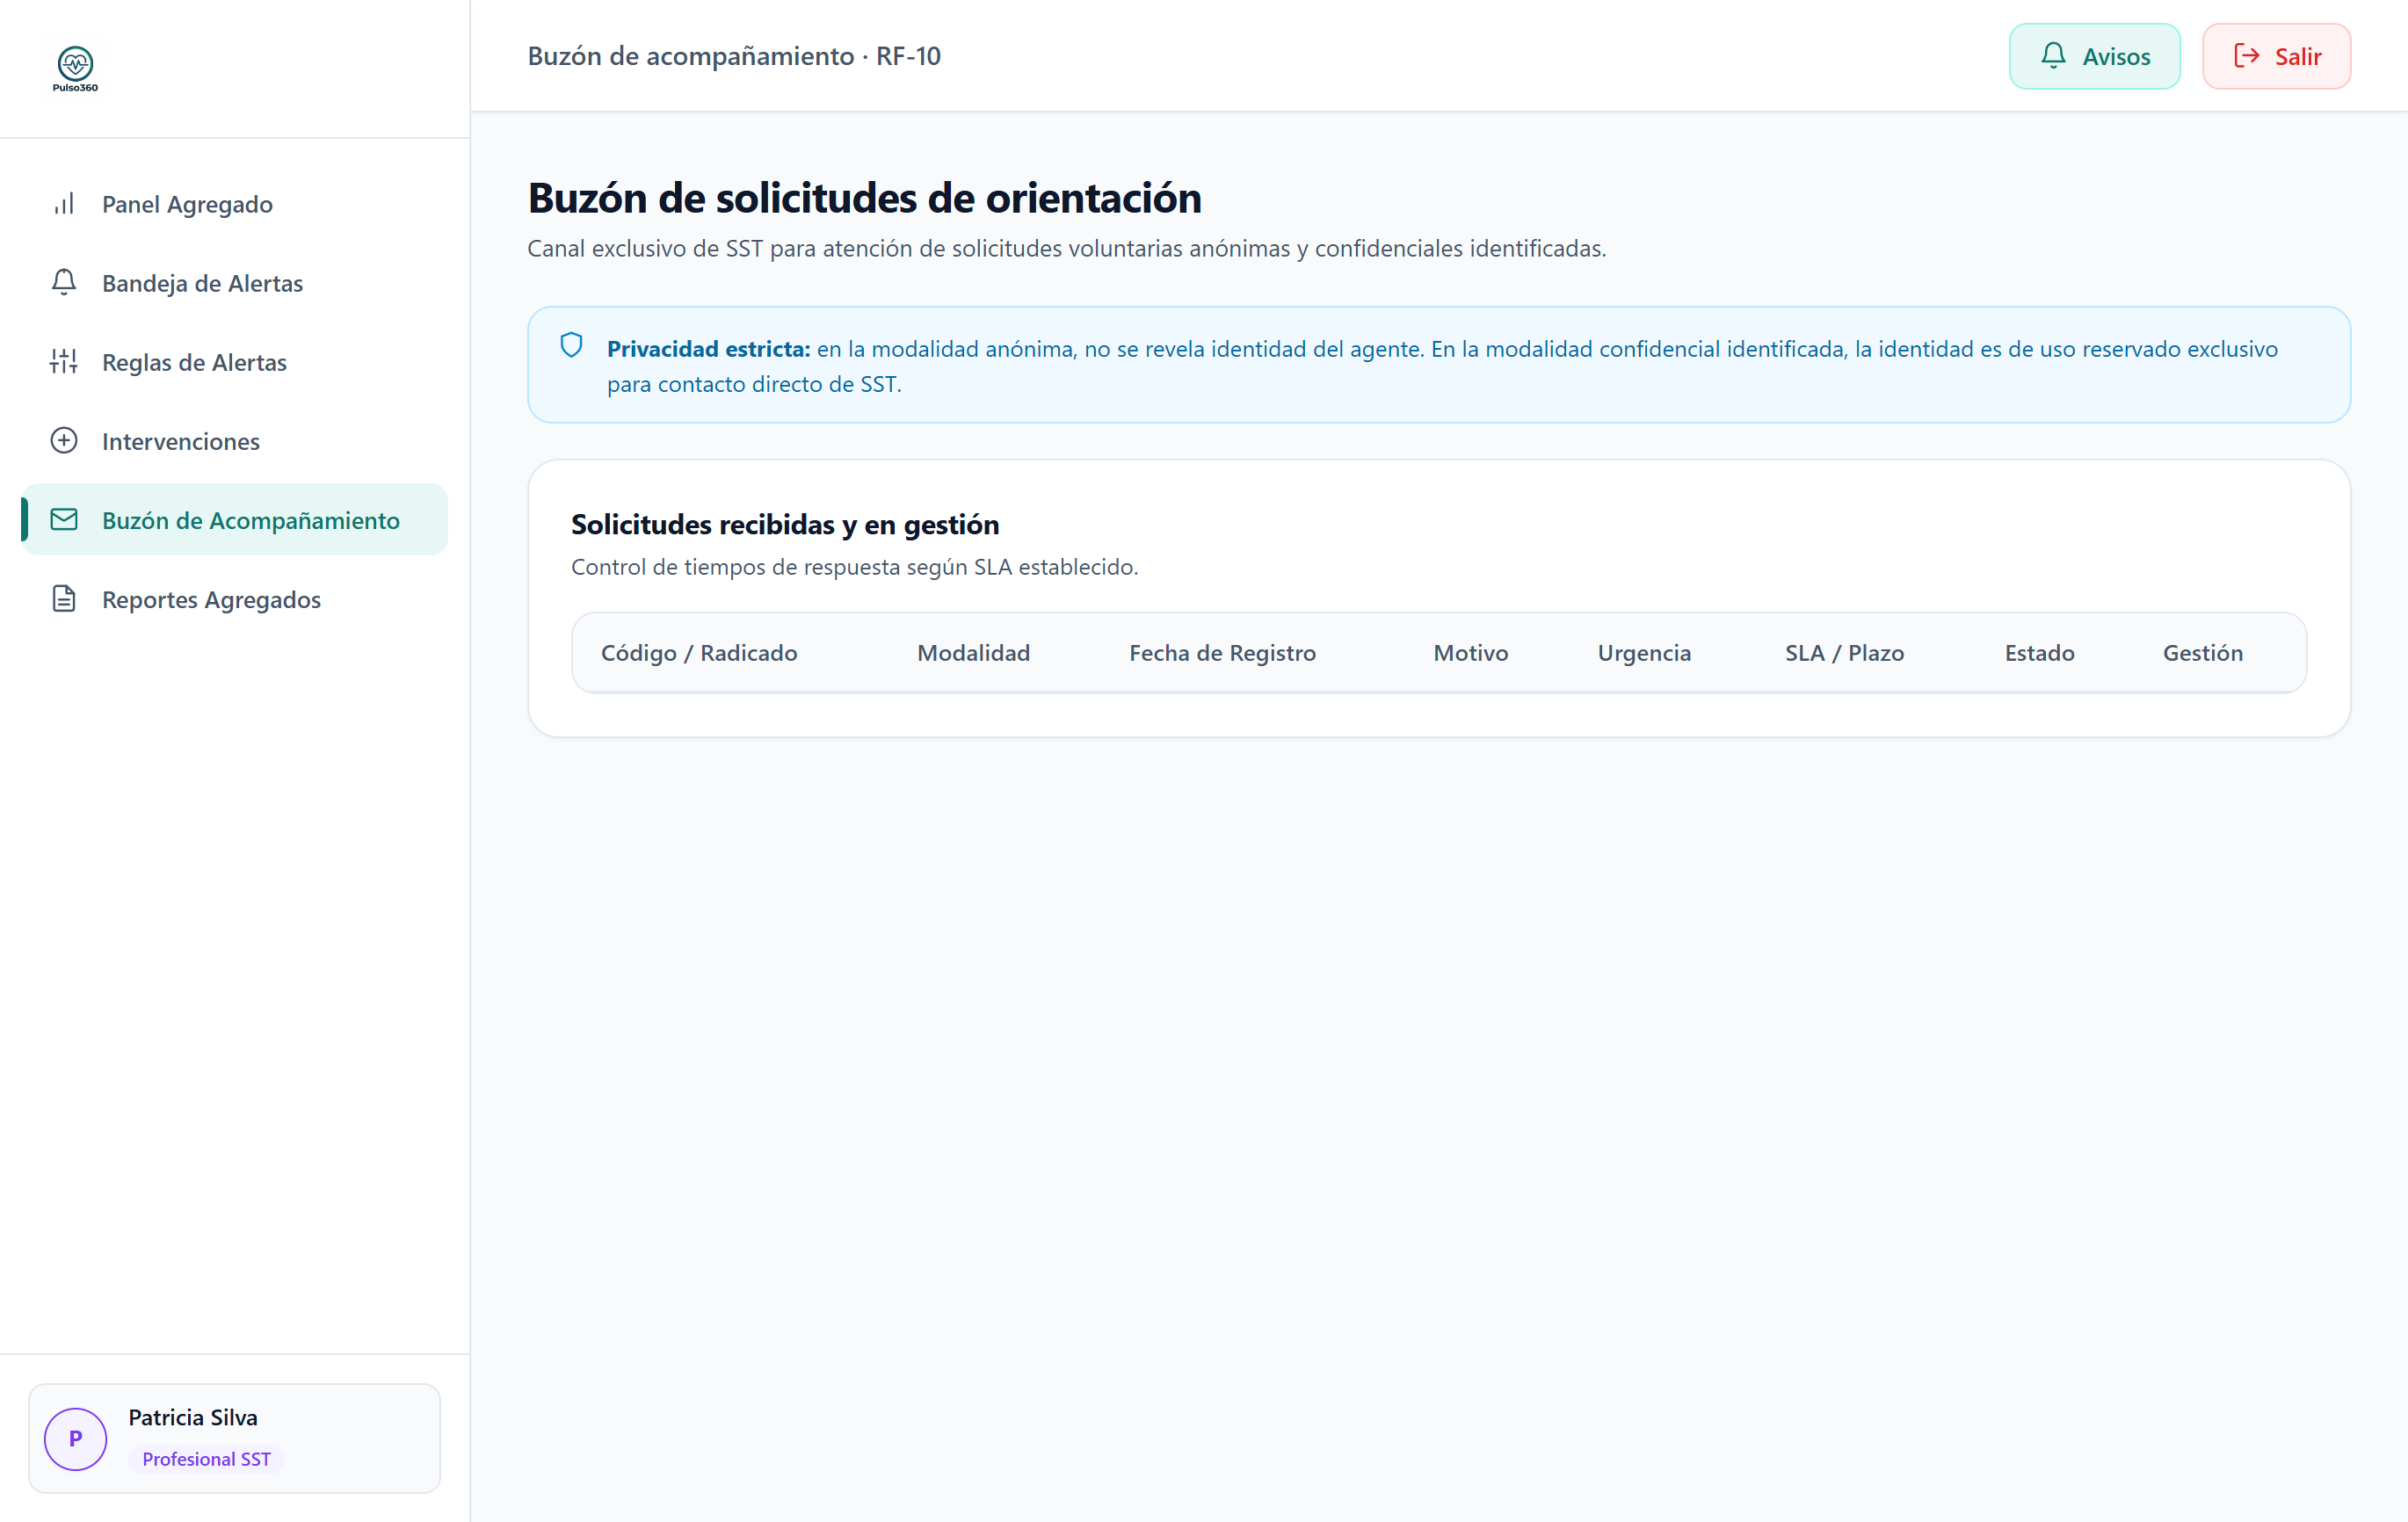 Pulso360
Panel Agregado
Bandeja de Alertas
Reglas de Alertas
Intervenciones
Buzón de Acompañamiento
Reportes Agregados
P
Patricia Silva
Profesional SST
Buzón de acompañamiento · RF-10
Avisos
Salir
Buzón de solicitudes de orientación
Canal exclusivo de SST para atención de solicitudes voluntarias anónimas y confidenciales identificadas.
Privacidad estricta: en la modalidad anónima, no se revela identidad del agente. En la modalidad confidencial identificada, la identidad es de uso reservado exclusivo
para contacto directo de SST.
Solicitudes recibidas y en gestión
Control de tiempos de respuesta según SLA establecido.
Código / Radicado Modalidad Fecha de Registro Motivo Urgencia SLA / Plazo Estado Gestión